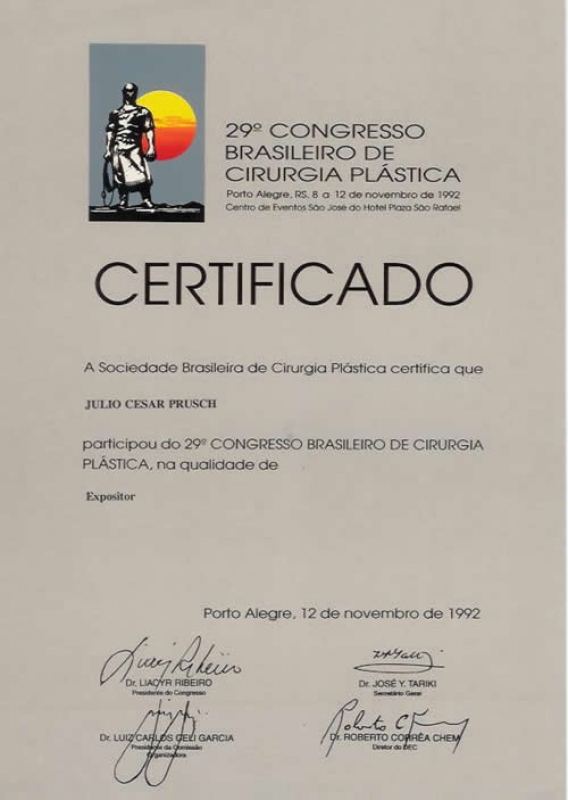 29º CONGRESSO
BRASILEIRO DE
CIRURGIA PLÁSTICA
Porto Alegre, RS, 8 a 12 de novembro de 1992
Centro de Eventos São José do Hotel Plaza São Rafael
CERTIFICADO
A Sociedade Brasileira de Cirurgia Plástica certifica que
JULIO CESAR PRUSCH
participou do 29º CONGRESSO BRASILEIRO DE CIRURGIA
PLÁSTICA, na qualidade de
Expositor
Porto Alegre, 12 de novembro de 1992
Dr. LIACYR RIBEIRO
Presidente do Congresso
Dr. JOSÉ Y. TARIKI
Secretário Geral
Dr. LUIZ CARLOS CELI GARCIA
Presidente da Comissão
Organizadora
Dr. ROBERTO CORRÊA CHEM
Diretor do DEC